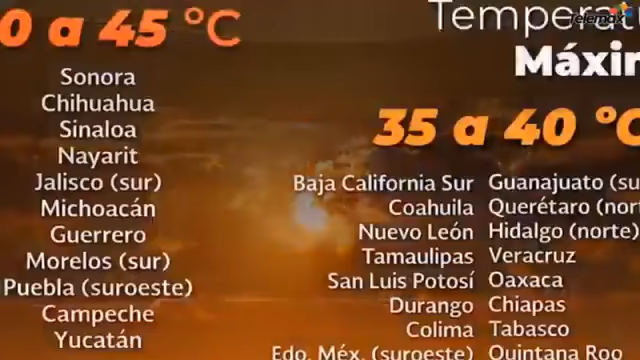 0 a 45 °C
Sonora
Chihuahua
Sinaloa
Nayarit
Jalisco (sur)
Michoacán
Guerrero
Morelos (sur)
Puebla (suroeste)
Campeche
Yucatán
Temperat
Máxi
Telemax
35 a 40 °C
Baja California Sur
Coahuila
Nuevo León
Tamaulipas
San Luis Potosí
Durango
Colima
Edo. Méx. (suroeste)
Guanajuato (su
Querétaro (nort
Hidalgo (norte)
Veracruz
Oaxaca
Chiapas
Tabasco
Quintana Roo